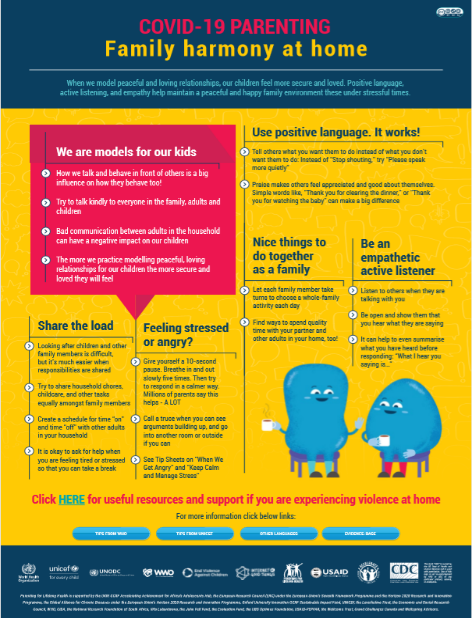 COVID-19 PARENTING
Family harmony at home
When we model peaceful and loving relationships, our children feel more secure and loved. Positive language,
active listening, and empathy help maintain a peaceful and happy family environment these under stressful times.
We are models for our kids
How we talk and behave in front of others is a big
influence on how they behave too!
Try to talk kindly to everyone in the family, adults and
children
Bad communication between adults in the household
can have a negative impact on our children
The more we practice modelling peaceful, loving
relationships for our children the more secure and
loved they will feel
Use positive language. It works!
Tell others what you want them to do instead of what you don't
want them to do: Instead of "Stop shouting," try "Please speak
more quietly"
Praise makes others feel appreciated and good about themselves.
Simple words like, "Thank you for clearing the dinner," or "Thank
you for watching the baby" can make a big difference
Nice things to
do together
as a family
Let each family member take
turns to choose a whole-family
activity each day
Find ways to spend quality
time with your partner and
other adults in your home, too!
Be an
empathetic
active listener
Listen to others when they are
talking with you
Be open and show them that
you hear what they are saying
It can help to even summarise
what you have heard before
responding: "What I hear you
saying is..."
Share the load
Looking after children and other
family members is difficult,
but it's much easier when
responsibilities are shared
Try to share household chores,
childcare, and other tasks
equally amongst family members
Create a schedule for time "on"
and time "off" with other adults
in your household
It is okay to ask for help when
you are feeling tired or stressed
so that you can take a break
Feeling stressed
or angry?
Give yourself a 10-second
pause. Breathe in and out
slowly five times. Then try
to respond in a calmer way.
Millions of parents say this
helps - A LOT
Call a truce when you can see
arguments building up, and go
into another room or outside
if you can
See Tip Sheets on "When We
Get Angry" and "Keep Calm
and Manage Stress"
Click HERE for useful resources and support if you are experiencing violence at home
For more information click below links:
TIPS FROM WHO
TIPS FROM UNICEF
OTHER LANGUAGES
EVIDENCE BASE
World Health
Organization
unicef
for every child
UNODC
End Violence
Against Children
USAID
CDC